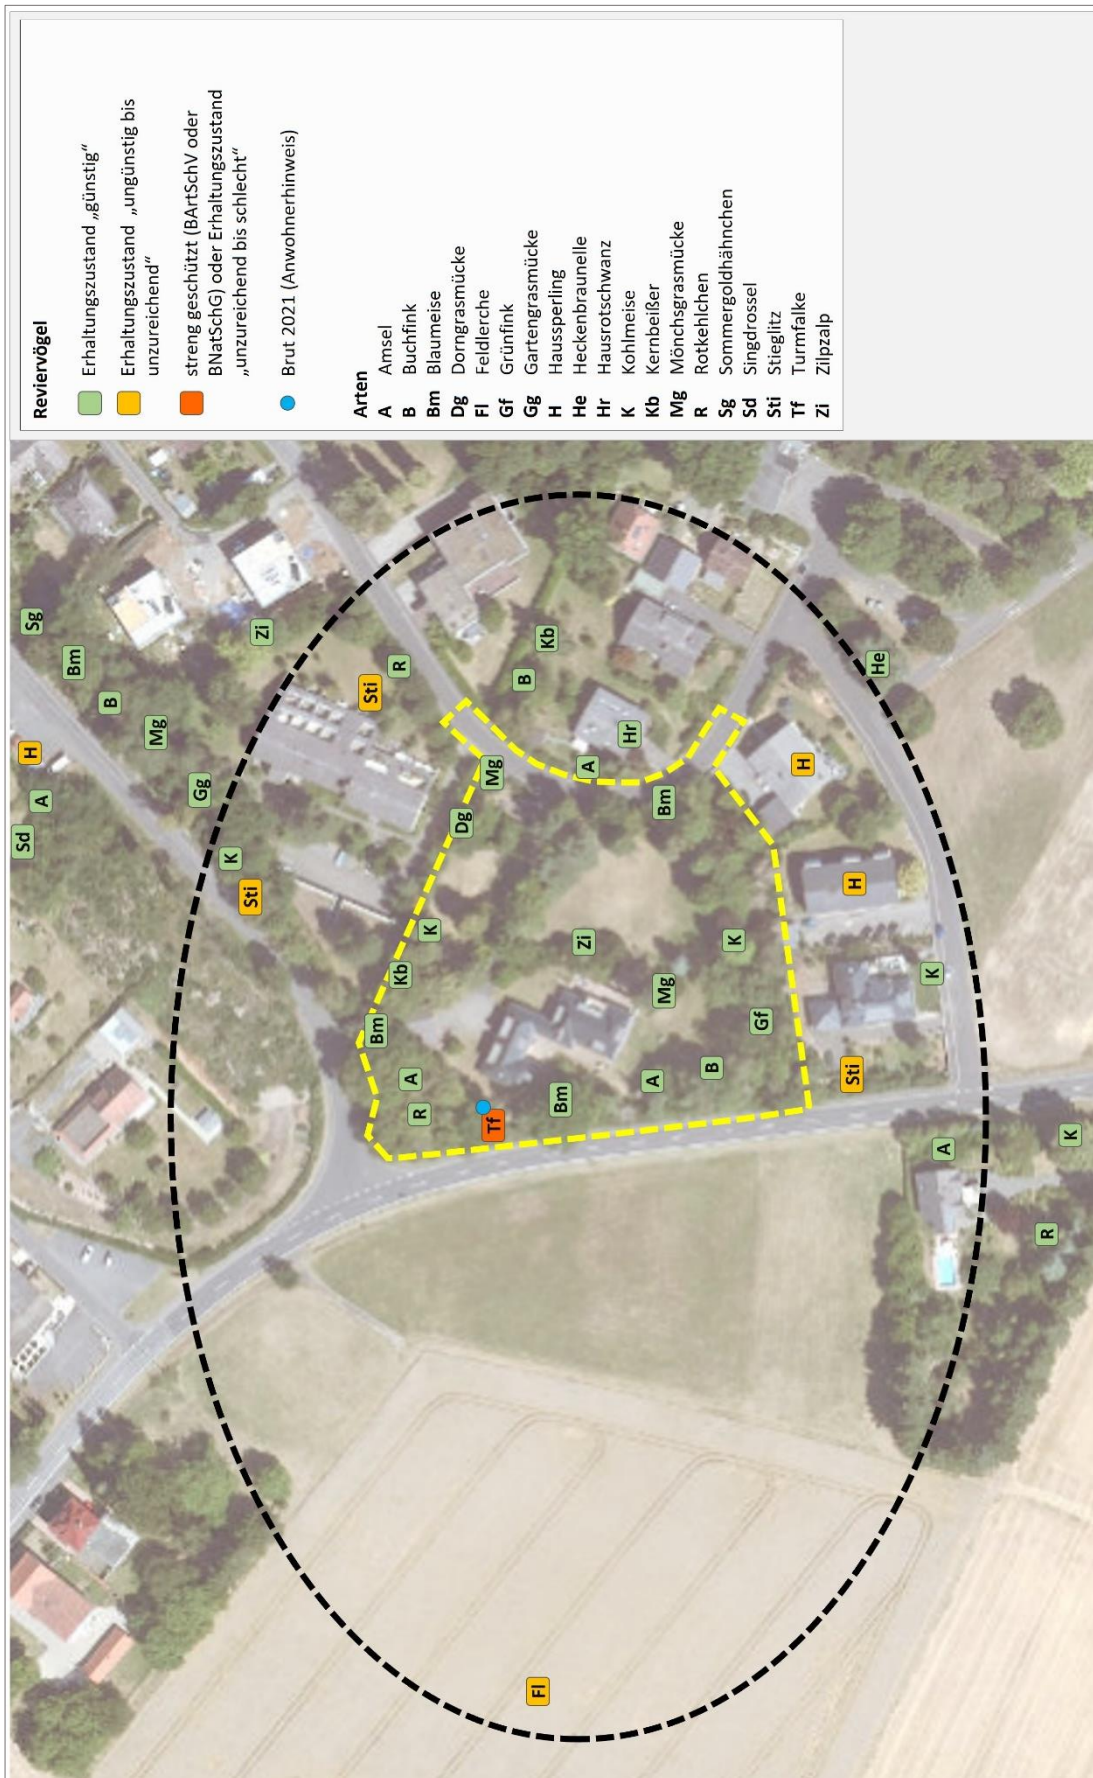 Reviervögel
Erhaltungszustand „günstig“
Erhaltungszustand „ungünstig bis
unzureichend“
streng geschützt (BArtSchV oder
BNatSchG) oder Erhaltungszustand
„unzureichend bis schlecht“
Brut 2021 (Anwohnerhinweis)
Arten
A Amsel
B Buchfink
Bm Blaumeise
Dg Dorngrasmücke
Fl Feldlerche
Gf Grünfink
Gg Gartengrasmücke
H Haussperling
He Heckenbraunelle
Hr Hausrotschwanz
K Kohlmeise
Kb Kernbeißer
Mg Mönchsgrasmücke
R Rotkehlchen
Sg Sommergoldhähnchen
Sd Singdrossel
Sti Stieglitz
Tf Turmfalke
Zi Zilpzalp
Sd
H
Sg
A
Bm
B
Mg
Gg
K
Sti
Zi
Sti
Bm
R
Kb
A
R
K
Dg
Mg
Tf
B
Fl
Kb
Bm
Zi
A
Hr
A
Bm
Mg
B
K
Gf
H
Sti
H
He
K
A
R
K